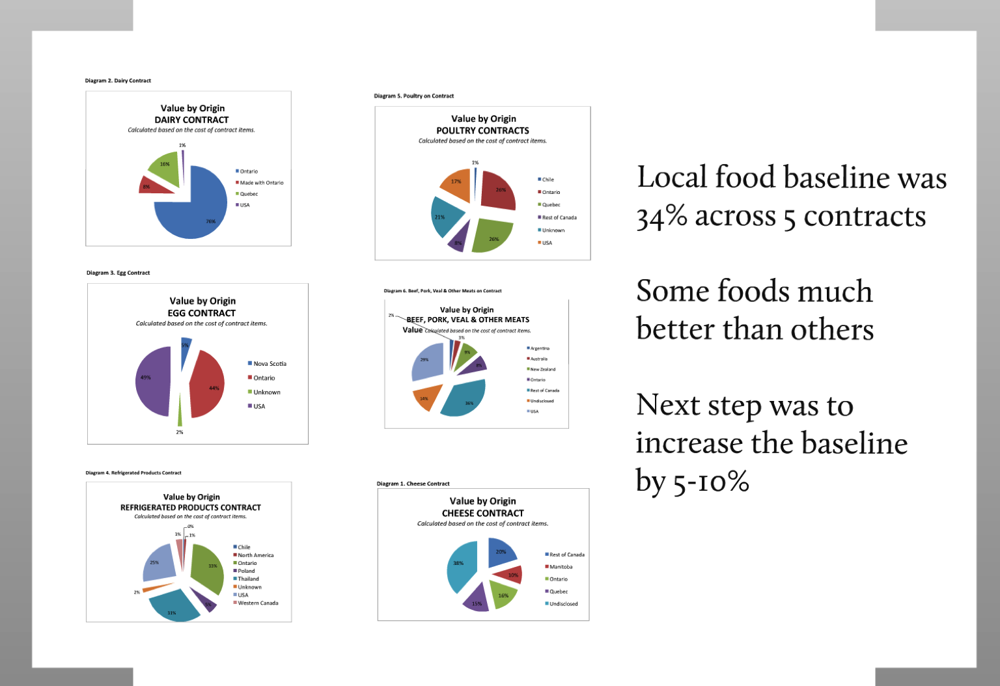 Diagram 2. Dairy Contract
Value by Origin
DAIRY CONTRACT
Calculated based on the cost of contract items.
1%
16%
8%
76%
Ontario
Made with Ontario
Quebec
USA
Diagram 3. Egg Contract
Value by Origin
EGG CONTRACT
Calculated based on the cost of contract items.
5%
49%
44%
2%
Nova Scotia
Ontario
Unknown
USA
Diagram 4. Refrigerated Products Contract
Value by Origin
REFRIGERATED PRODUCTS CONTRACT
Calculated based on the cost of contract items.
0%
3%
1%
25%
33%
2%
5%
31%
Chile
North America
Ontario
Poland
Thailand
Unknown
USA
Western Canada
Diagram 5. Poultry on Contract
Value by Origin
POULTRY CONTRACTS
Calculated based on the cost of contract items.
1%
17%
26%
21%
8%
26%
Chile
Ontario
Quebec
Rest of Canada
Unknown
USA
Diagram 6. Beef, Pork, Veal & Other Meats on Contract
Value by Origin
2%
BEEF, PORK, VEAL & OTHER MEATS
Value Calculated based on the cost of contract items.
3%
29%
9%
8%
14%
36%
Argentina
Australia
New Zealand
Ontario
Rest of Canada
Undisclosed
USA
Diagram 1. Cheese Contract
Value by Origin
CHEESE CONTRACT
Calculated based on the cost of contract items.
20%
38%
10%
16%
15%
Rest of Canada
Manitoba
Ontario
Quebec
Undisclosed
Local food baseline was
34% across 5 contracts
Some foods much
better than others
Next step was to
increase the baseline
by 5-10%